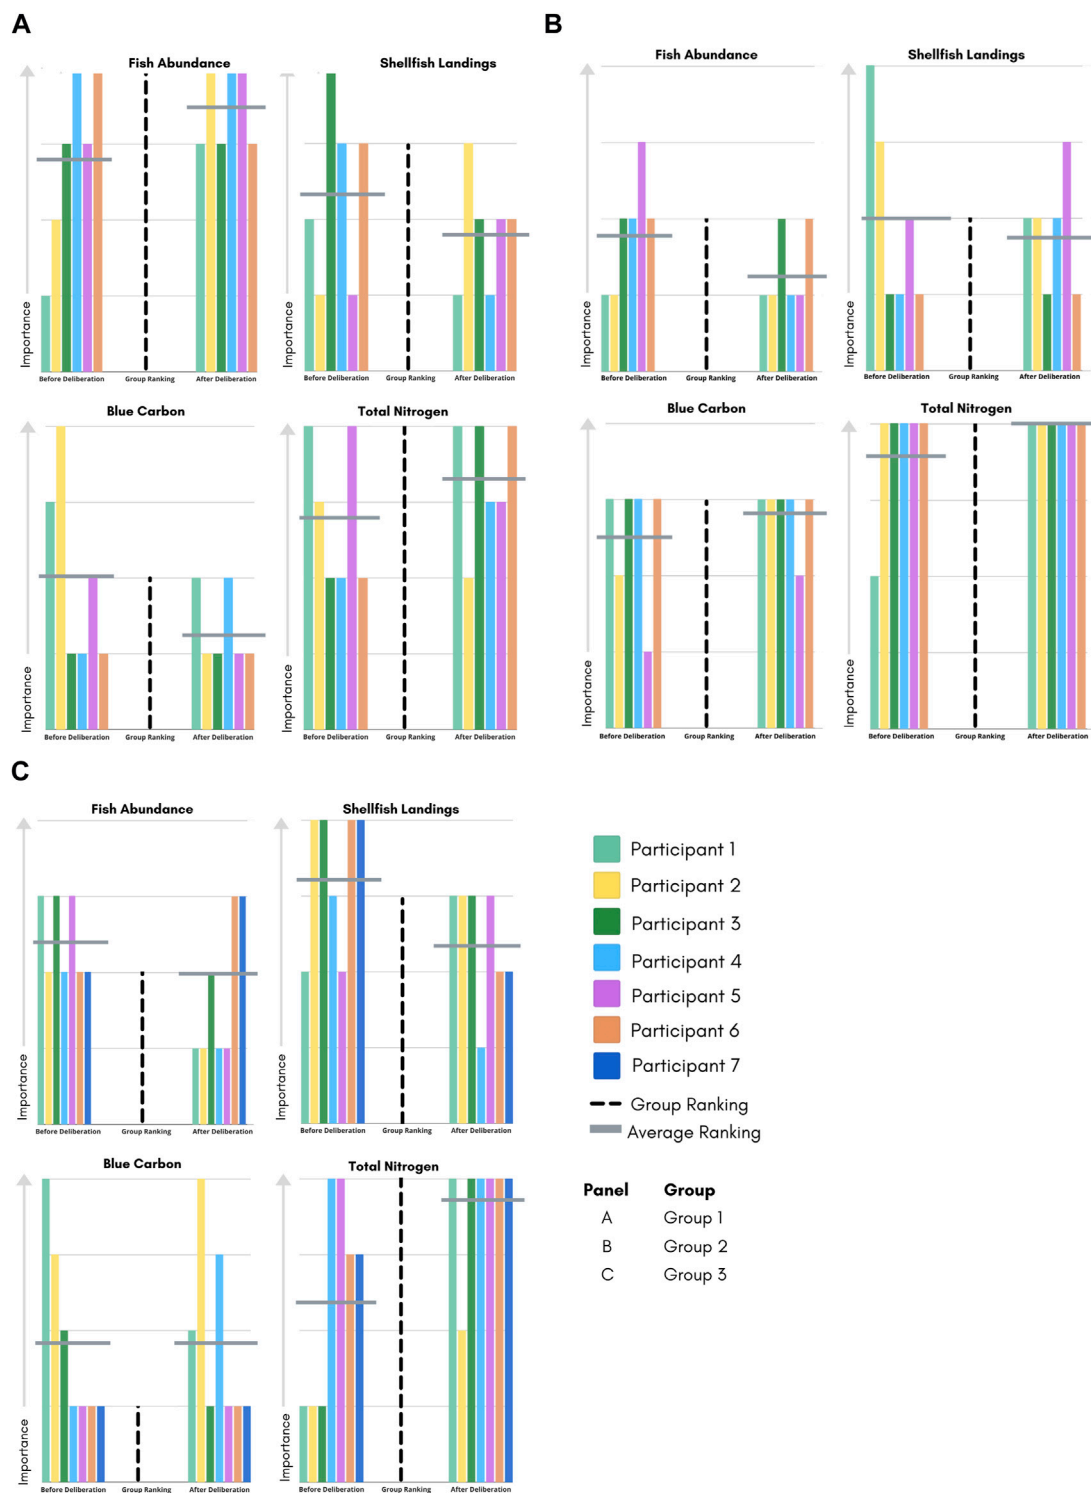 A
B
Fish Abundance
Shellfish Landings
Importance
Before Deliberation
Group Ranking
After Deliberation
Importance
Before Deliberation
Group Ranking
After Deliberation
Blue Carbon
Total Nitrogen
Importance
Before Deliberation
Group Ranking
After Deliberation
Importance
Before Deliberation
Group Ranking
After Deliberation
Fish Abundance
Shellfish Landings
Importance
Before Deliberation
Group Ranking
After Deliberation
Importance
Before Deliberation
Group Ranking
After Deliberation
Blue Carbon
Total Nitrogen
Importance
Before Deliberation
Group Ranking
After Deliberation
Importance
Before Deliberation
Group Ranking
After Deliberation
C
Fish Abundance
Shellfish Landings
Importance
Before Deliberation
Group Ranking
After Deliberation
Importance
Before Deliberation
Group Ranking
After Deliberation
Blue Carbon
Total Nitrogen
Importance
Before Deliberation
Group Ranking
After Deliberation
Importance
Before Deliberation
Group Ranking
After Deliberation
Participant 1
Participant 2
Participant 3
Participant 4
Participant 5
Participant 6
Participant 7
Group Ranking
Average Ranking
Panel Group
A Group 1
B Group 2
C Group 3